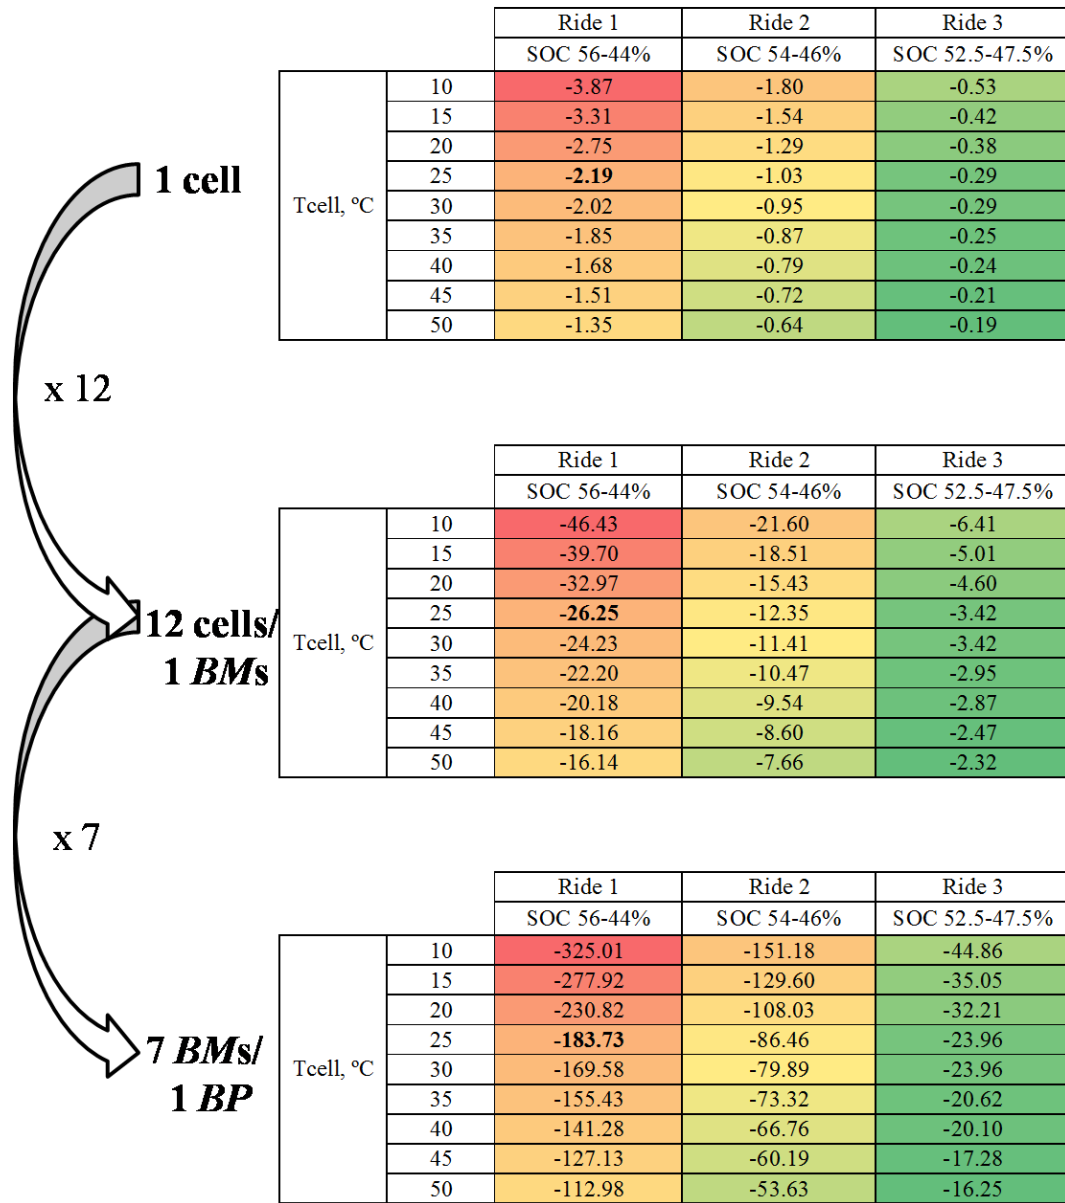 Ride 1 Ride 2 Ride 3
SOC 56-44% SOC 54-46% SOC 52.5-47.5%
10 -3.87 -1.80 -0.53
15 -3.31 -1.54 -0.42
20 -2.75 -1.29 -0.38
1 cell
25 -2.19 -1.03 -0.29
Tcell, ºC
30 -2.02 -0.95 -0.29
35 -1.85 -0.87 -0.25
40 -1.68 -0.79 -0.24
45 -1.51 -0.72 -0.21
50 -1.35 -0.64 -0.19
x 12
Ride 1 Ride 2 Ride 3
SOC 56-44% SOC 54-46% SOC 52.5-47.5%
10 -46.43 -21.60 -6.41
15 -39.70 -18.51 -5.01
20 -32.97 -15.43 -4.60
12 cells/
1 BMs
25 -26.25 -12.35 -3.42
Tcell, ºC
30 -24.23 -11.41 -3.42
35 -22.20 -10.47 -2.95
40 -20.18 -9.54 -2.87
45 -18.16 -8.60 -2.47
50 -16.14 -7.66 -2.32
x 7
Ride 1 Ride 2 Ride 3
SOC 56-44% SOC 54-46% SOC 52.5-47.5%
10 -325.01 -151.18 -44.86
15 -277.92 -129.60 -35.05
20 -230.82 -108.03 -32.21
7 BMs/
1 BP
25 -183.73 -86.46 -23.96
Tcell, ºC
30 -169.58 -79.89 -23.96
35 -155.43 -73.32 -20.62
40 -141.28 -66.76 -20.10
45 -127.13 -60.19 -17.28
50 -112.98 -53.63 -16.25